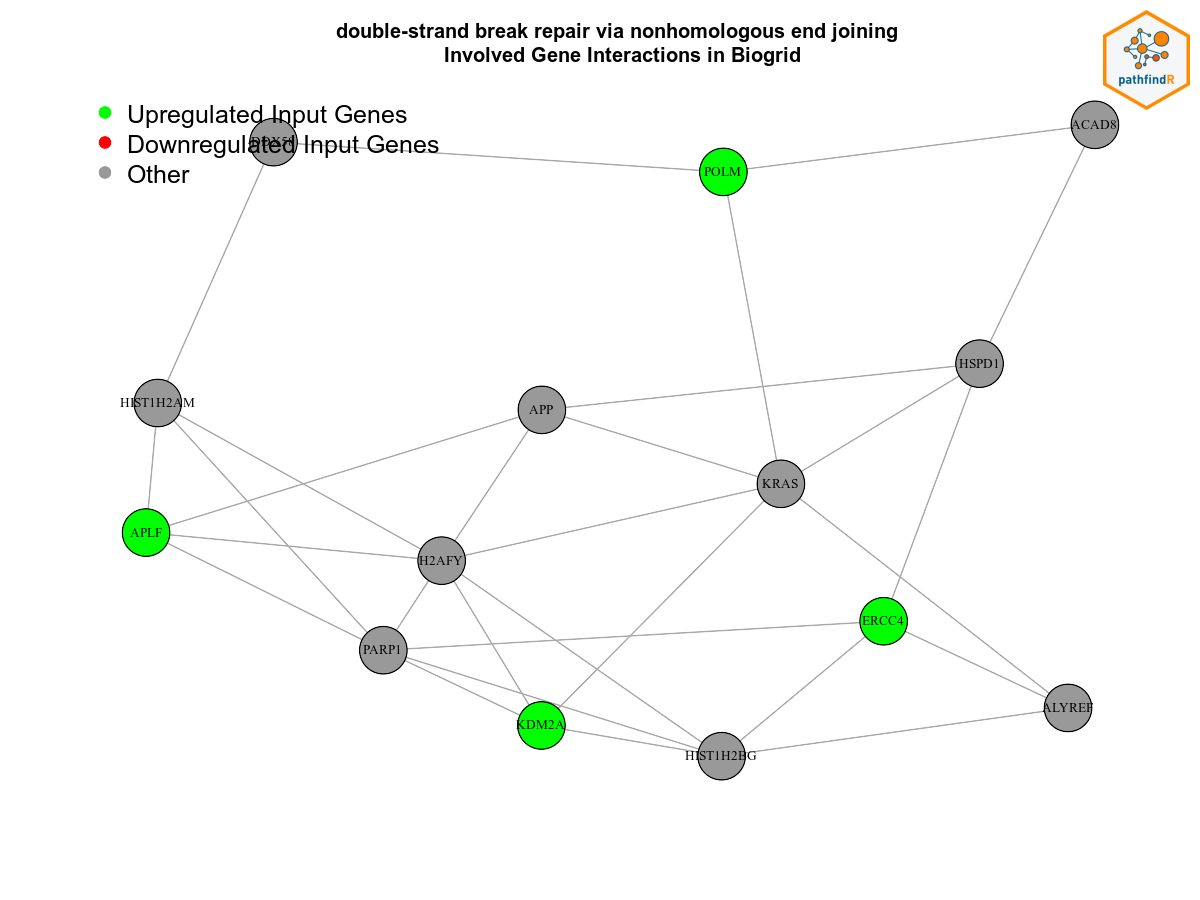 double-strand break repair via nonhomologous end joining
Involved Gene Interactions in Biogrid
pathfindR
Upregulated Input Genes
Downregulated Input Genes
Other
ACAD8
POLM
HSPD1
HIST1H2AM
APP
KRAS
APLF
H2AFY
ERCC4
PARP1
ALYREF
KDM2A
HIST1H2BG